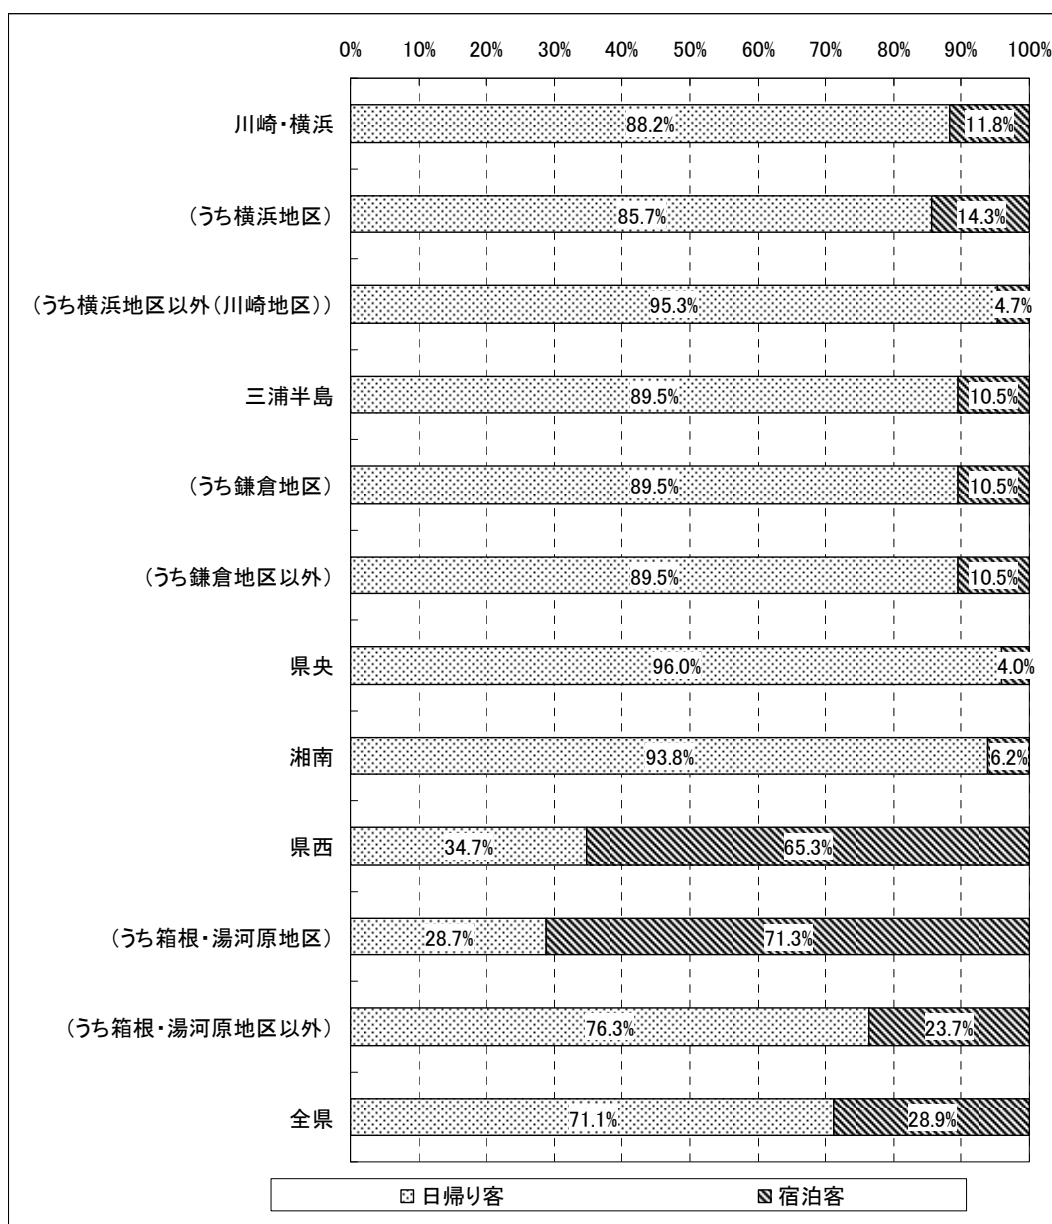 0% 10% 20% 30% 40% 50% 60% 70% 80% 90% 100%
川崎・横浜 88.2% 11.8%
(うち横浜地区) 85.7% 14.3%
(うち横浜地区以外(川崎地区)) 95.3% 4.7%
三浦半島 89.5% 10.5%
(うち鎌倉地区) 89.5% 10.5%
(うち鎌倉地区以外) 89.5% 10.5%
県央 96.0% 4.0%
湘南 93.8% 6.2%
県西 34.7% 65.3%
(うち箱根・湯河原地区) 28.7% 71.3%
(うち箱根・湯河原地区以外) 76.3% 23.7%
全県 71.1% 28.9%
日帰り客 宿泊客